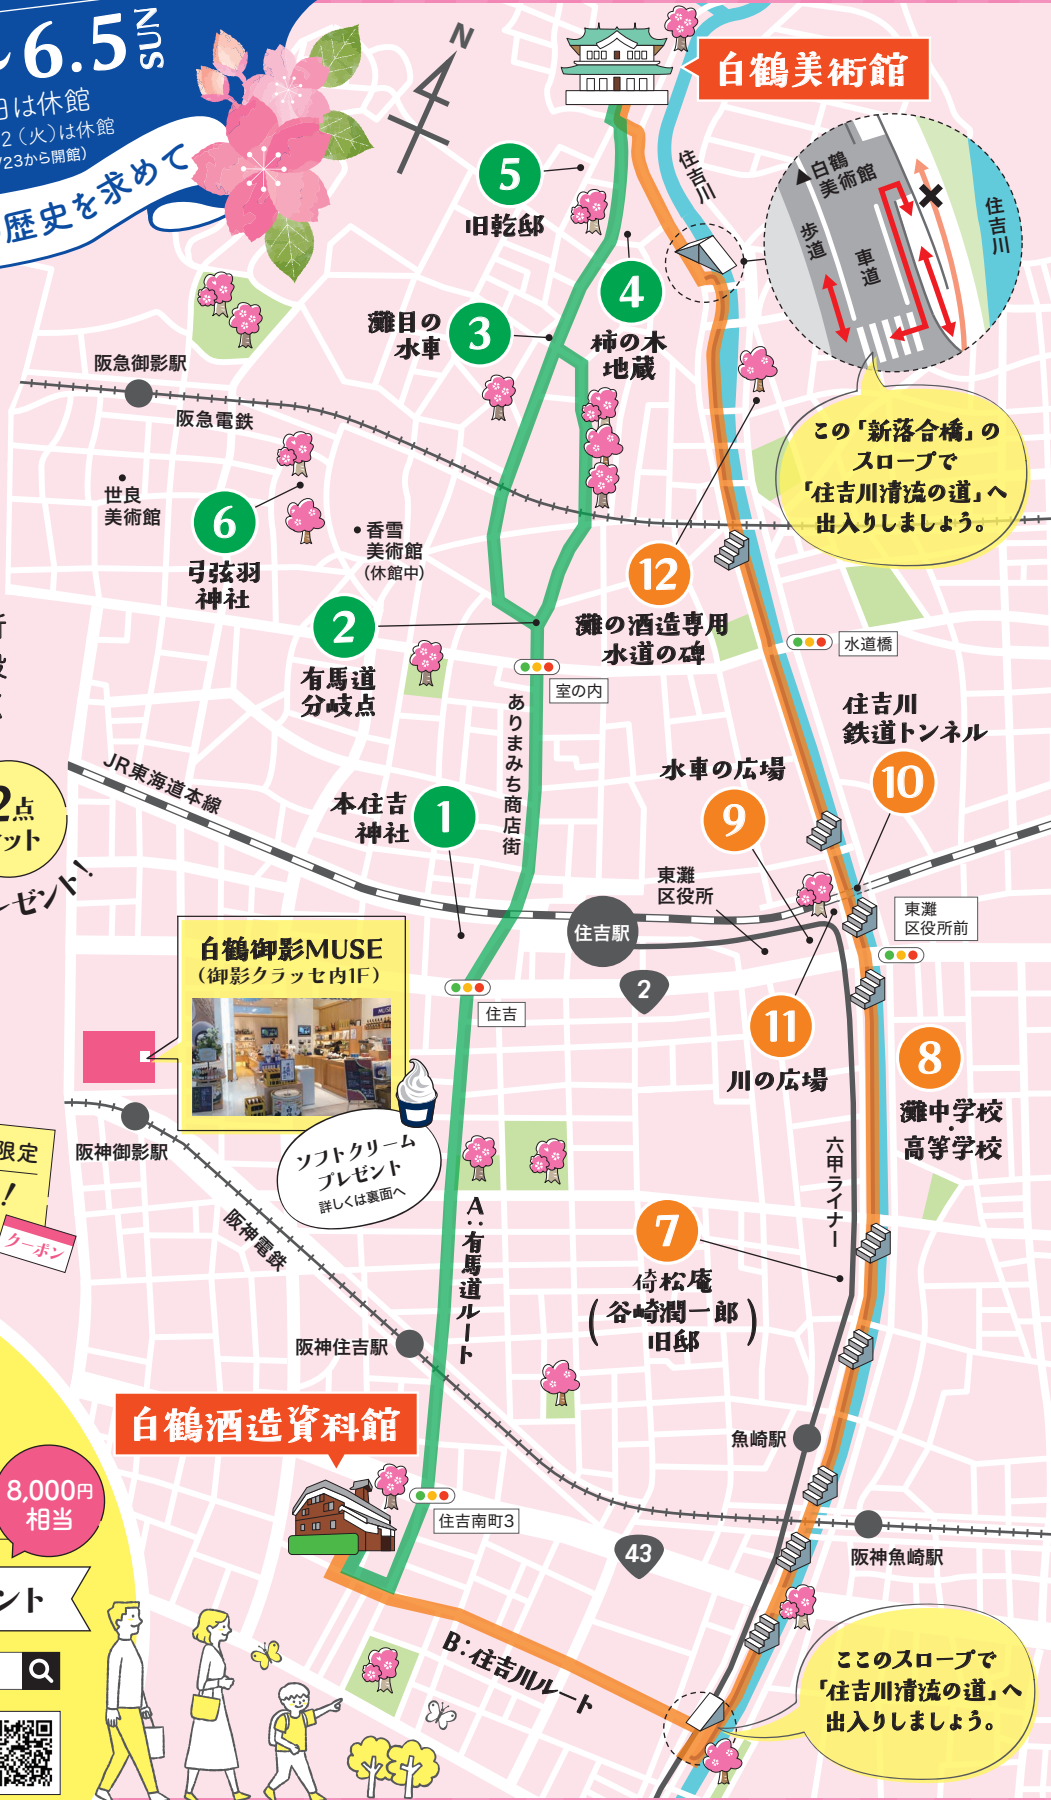 ~6.5 SUN
日は休館
2（火）は休館
/23から開館）
歴史を求めて
N
白鶴美術館
住吉川
5
旧乾邸
4
柿の木
地蔵
灘目の
水車
3
▲白鶴
美術館
歩道
車道
住吉川
この「新落合橋」の
スロープで
「住吉川清流の道」へ
出入りしましょう。
阪急御影駅
阪急電鉄
世良
美術館
6
弓弦羽
神社
香雪
美術館
（休館中）
2
有馬道
分岐点
12
灘の酒造専用
水道の碑
水道橋
室の内
ありまみち商店街
住吉川
鉄道トンネル
10
水車の広場
9
JR東海道本線
本住吉
神社
1
2点
ット
レゼント!
東灘
区役所
東灘
区役所前
住吉駅
2
住吉
白鶴御影MUSE
（御影クラッセ内1F）
11
川の広場
8
灘中学校
・
高等学校
阪神御影駅
ソフトクリーム
プレゼント
詳しくは裏面へ
限定
!
クーポン
阪神電鉄
A：有馬道ルート
六甲ライナー
7
倚松庵
（谷崎潤一郎
旧邸）
阪神住吉駅
白鶴酒造資料館
魚崎駅
8,000円
相当
住吉南町3
43
阪神魚崎駅
ント
B：住吉川ルート
ここのスロープで
「住吉川清流の道」へ
出入りしましょう。